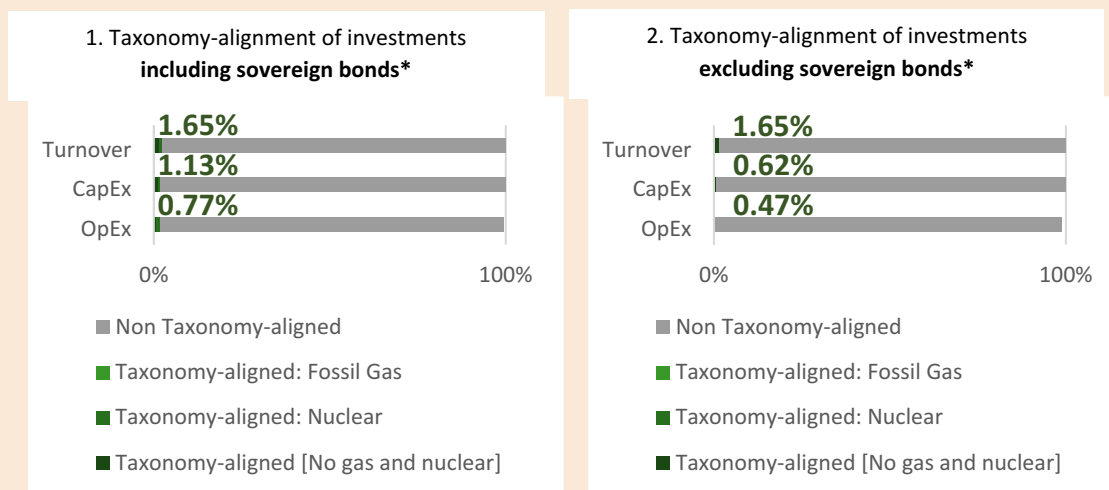 1. Taxonomy-alignment of investments
including sovereign bonds*
1.65%
Turnover
1.13%
CapEx
0.77%
OpEx
0%
100%
Non Taxonomy-aligned
Taxonomy-aligned: Fossil Gas
Taxonomy-aligned: Nuclear
Taxonomy-aligned [No gas and nuclear]
2. Taxonomy-alignment of investments
excluding sovereign bonds*
1.65%
Turnover
0.62%
CapEx
0.47%
OpEx
0%
100%
Non Taxonomy-aligned
Taxonomy-aligned: Fossil Gas
Taxonomy-aligned: Nuclear
Taxonomy-aligned [No gas and nuclear]